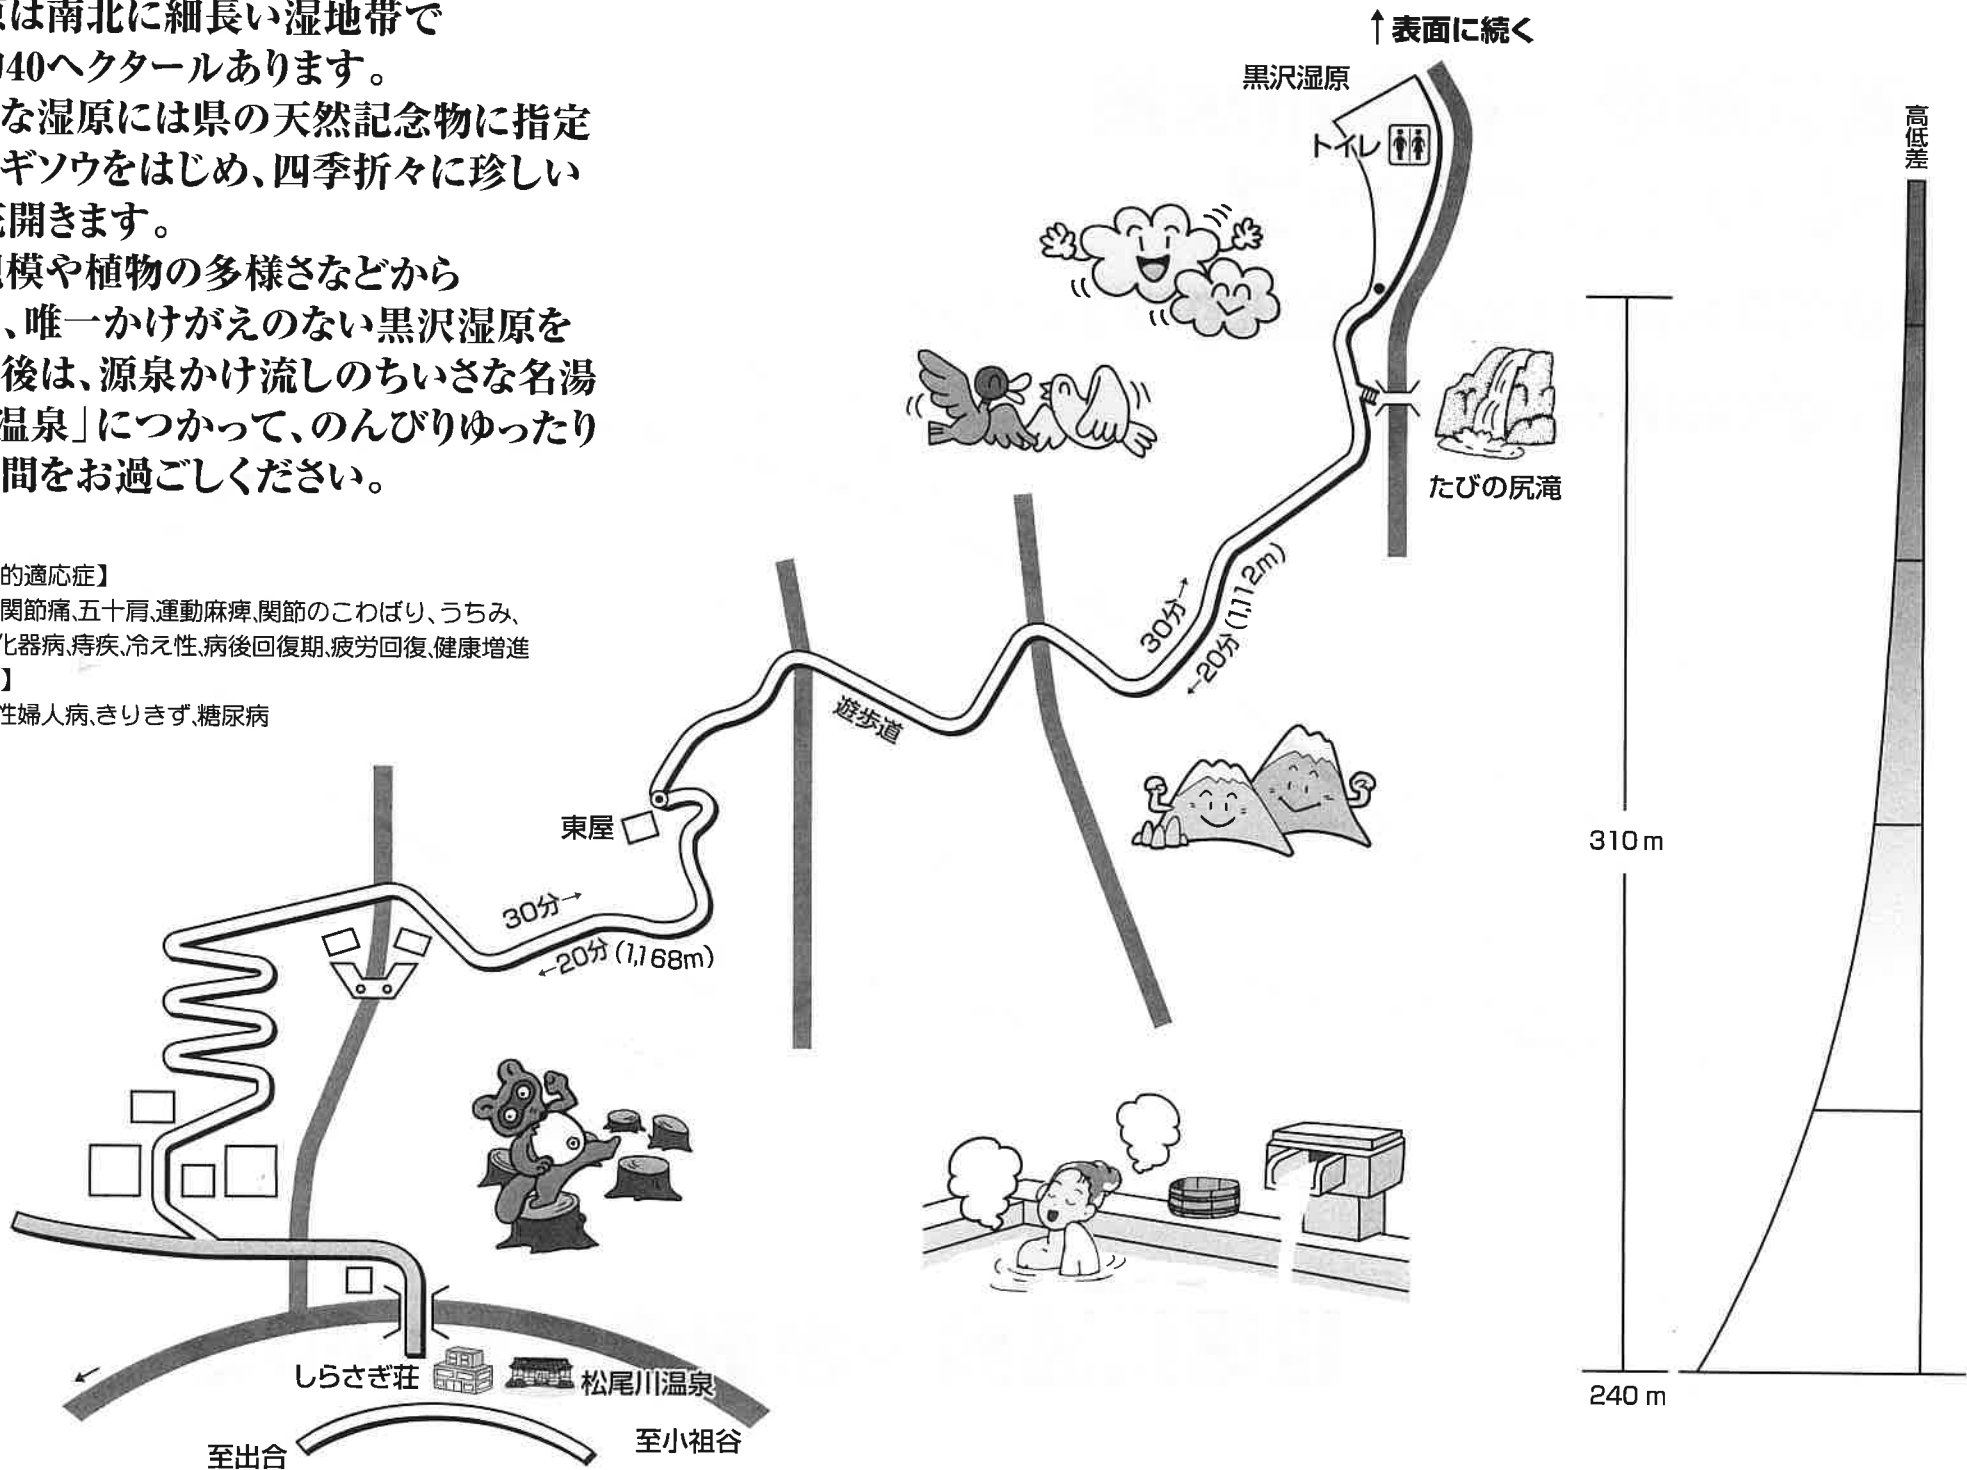 は南北に細長い湿地帯で
40ヘクタールあります。
な湿原には県の天然記念物に指定
ギソウをはじめ、四季折々に珍しい
開きます。
模や植物の多様さなどから
、唯一かけがえのない黒沢湿原を
後は、源泉かけ流しのちいさな名湯
温泉」につかって、のんびりゆったり
間をお過ごしください。
的適応症】
関節痛、五十肩、運動麻痺、関節のこわばり、うちみ、
化器病、痔疾、冷え性、病後回復期、疲労回復、健康増進
】
性婦人病、きりきず、糖尿病
↑表面に続く
黒沢湿原
トイレ
高低差
たびの尻滝
30分→
←20分(1,112m)
遊歩道
東屋
30分→
←20分(1,168m)
310m
240m
しらさぎ荘
松尾川温泉
至出合
至小祖谷